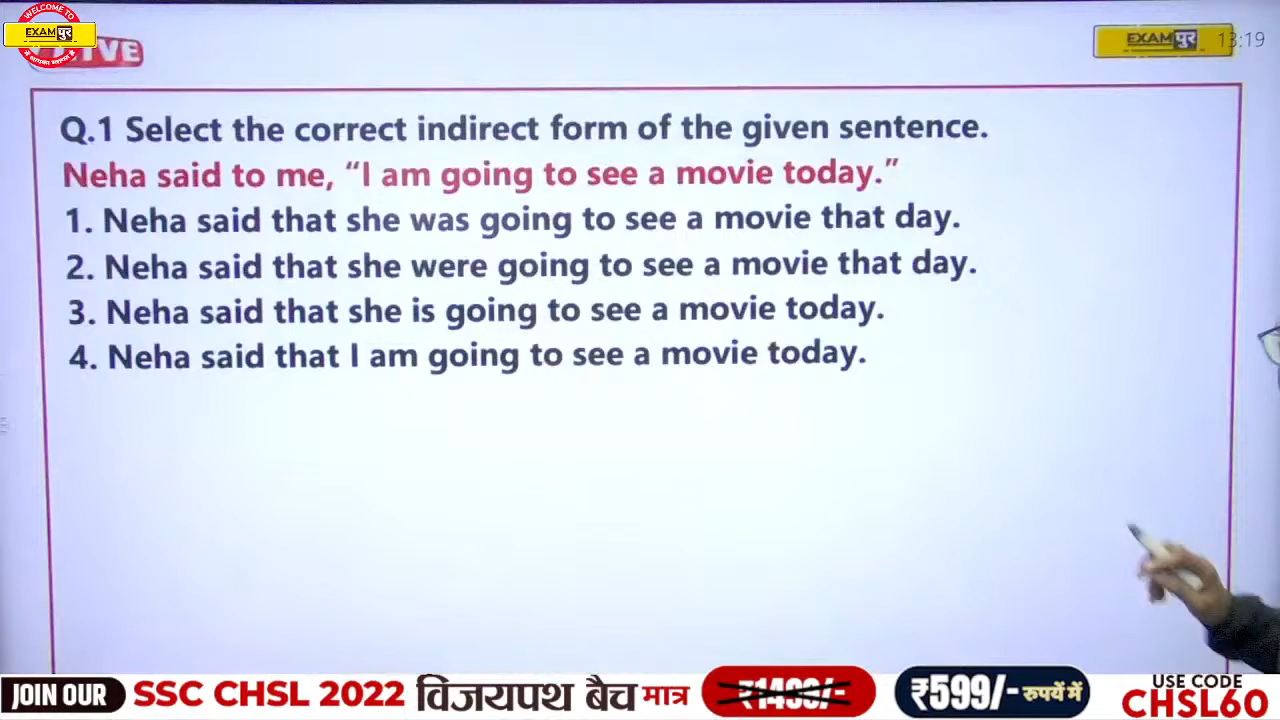 WELCOME TO
EXAMपुर
LIVE
EXAMपुर
13:19
Q.1 Select the correct indirect form of the given sentence.
Neha said to me, “I am going to see a movie today.”
1. Neha said that she was going to see a movie that day.
2. Neha said that she were going to see a movie that day.
3. Neha said that she is going to see a movie today.
4. Neha said that I am going to see a movie today.
JOIN OUR SSC CHSL 2022 विजयपथ बैच मात्र ₹1499/- ₹599/- रुपयें में USE CODE
CHSL60